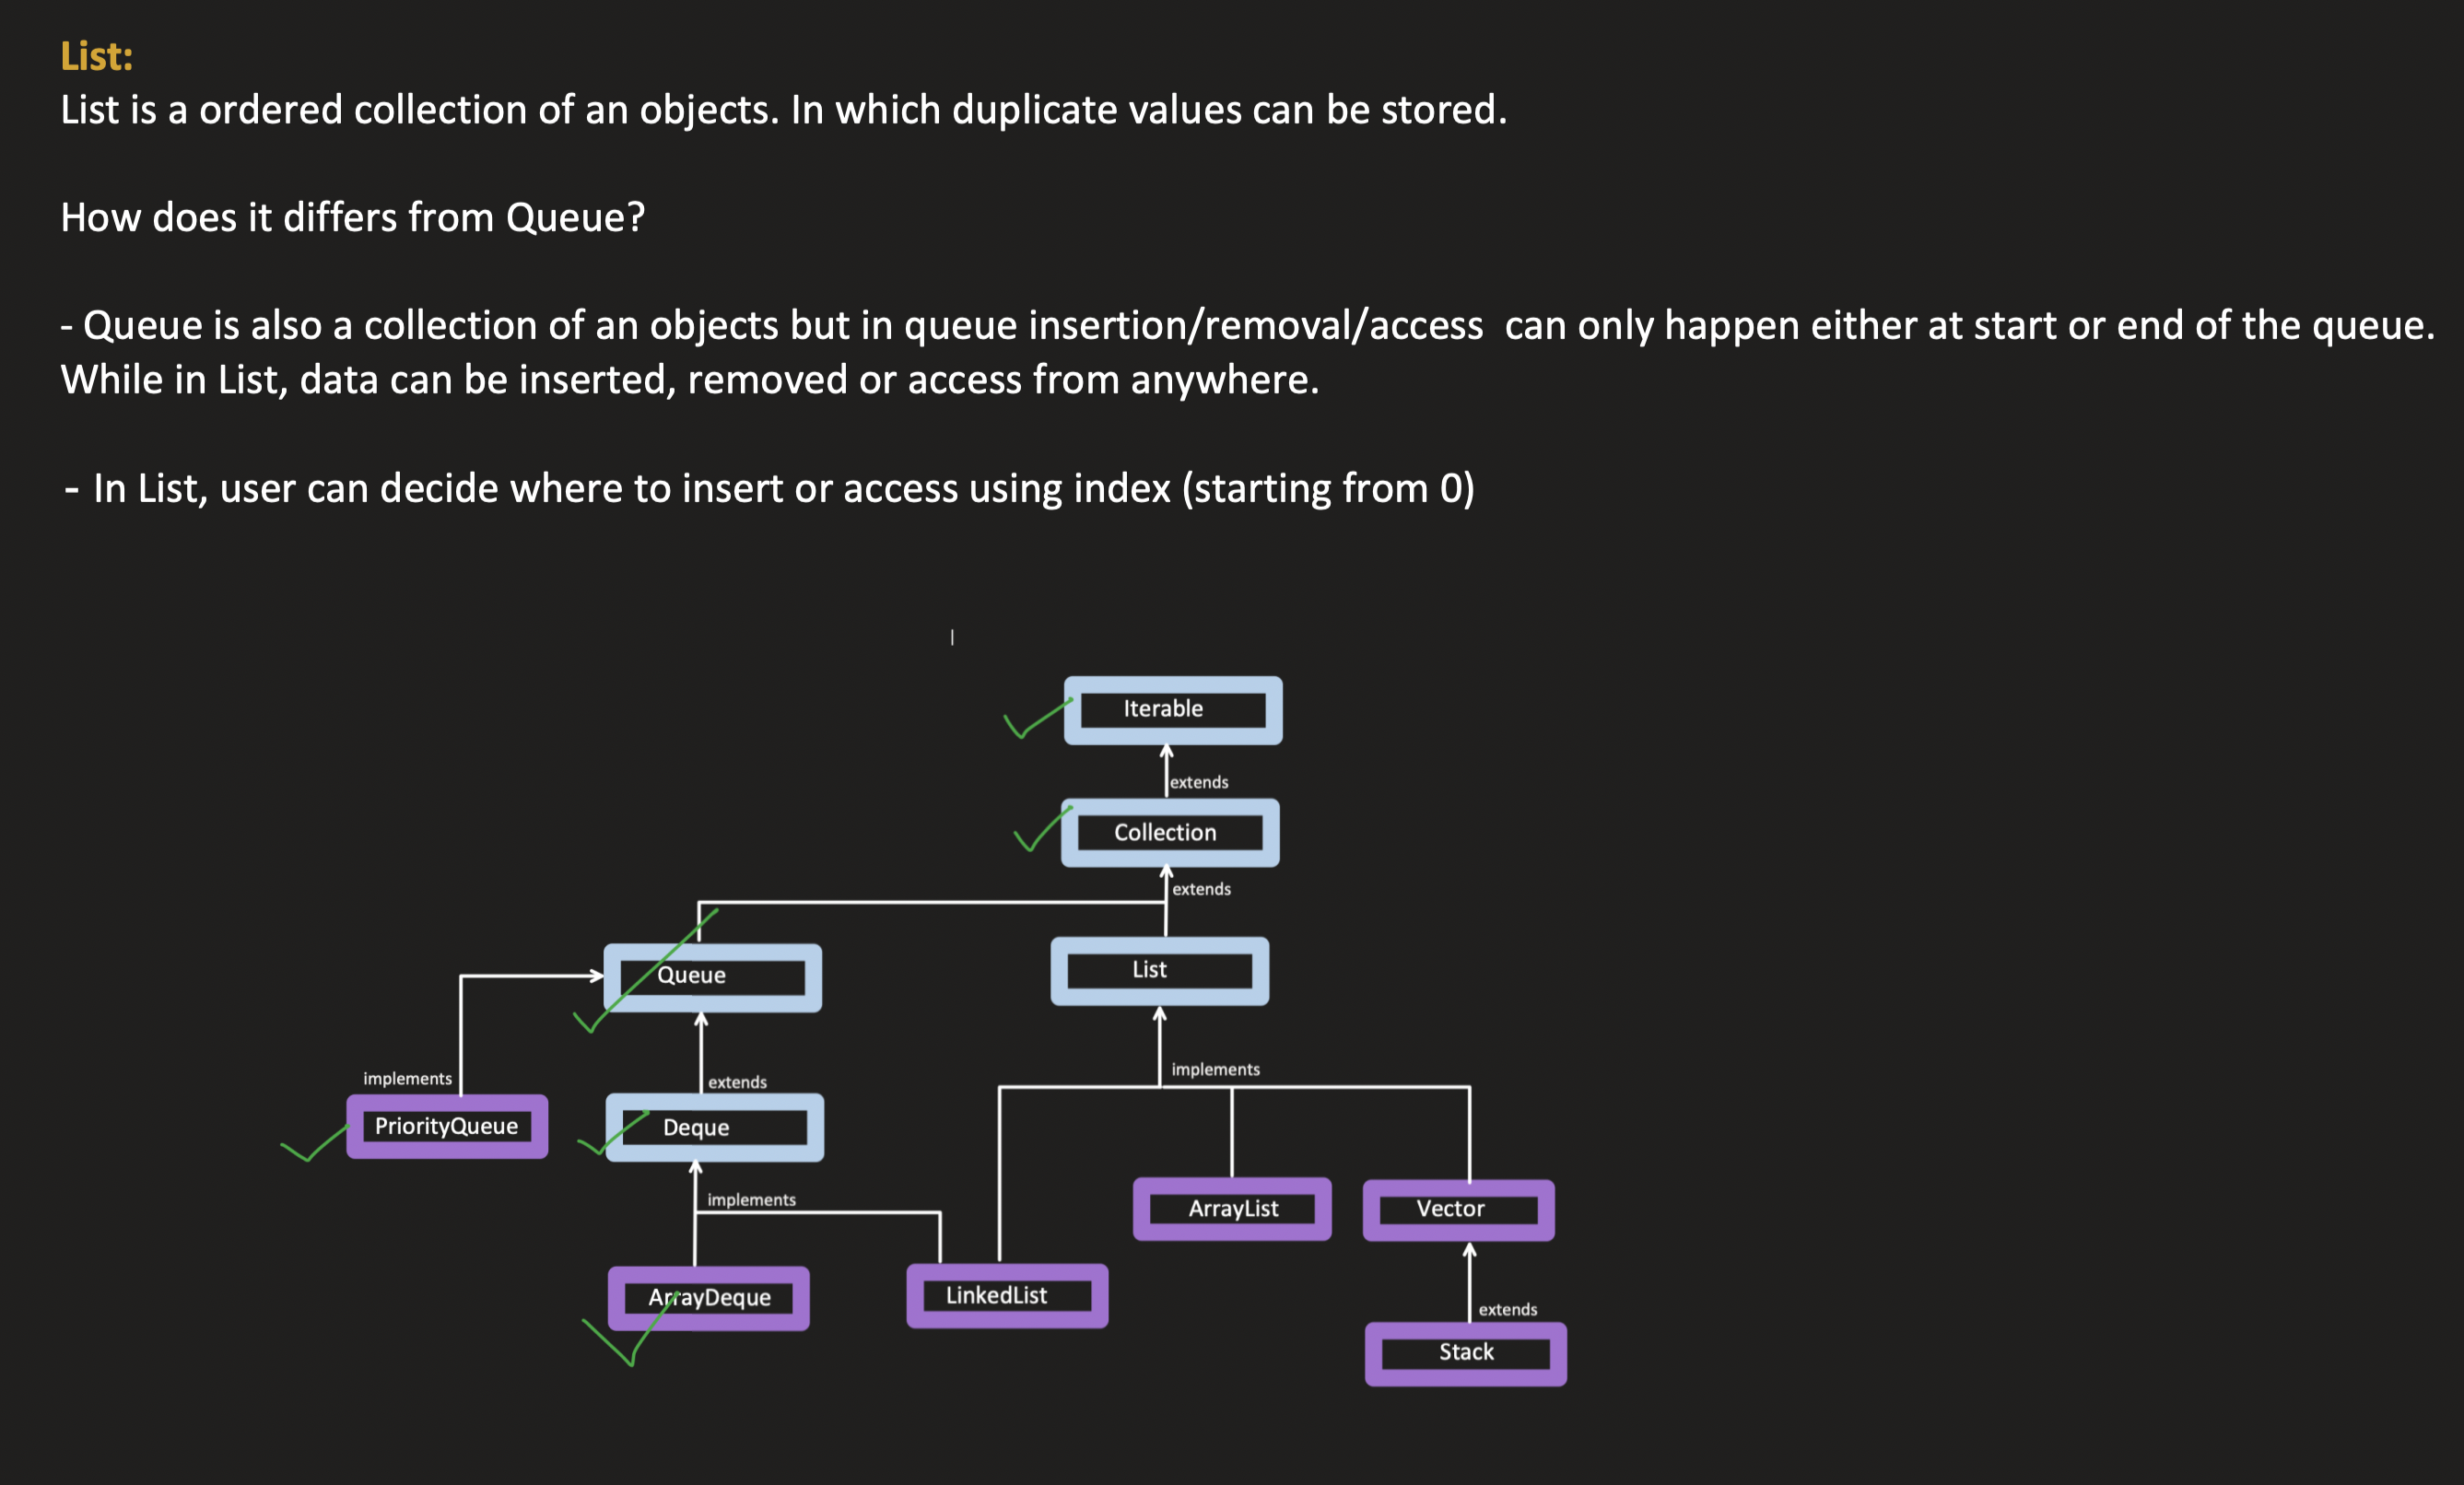 List:
List is a ordered collection of an objects. In which duplicate values can be stored.
How does it differs from Queue?
- Queue is also a collection of an objects but in queue insertion/removal/access  can only happen either at start or end of the queue.
While in List, data can be inserted, removed or access from anywhere.
- In List, user can decide where to insert or access using index (starting from 0)
Iterable
extends
Collection
extends
Queue
List
implements
extends
implements
PriorityQueue
Deque
implements
ArrayList
Vector
ArrayDeque
LinkedList
extends
Stack